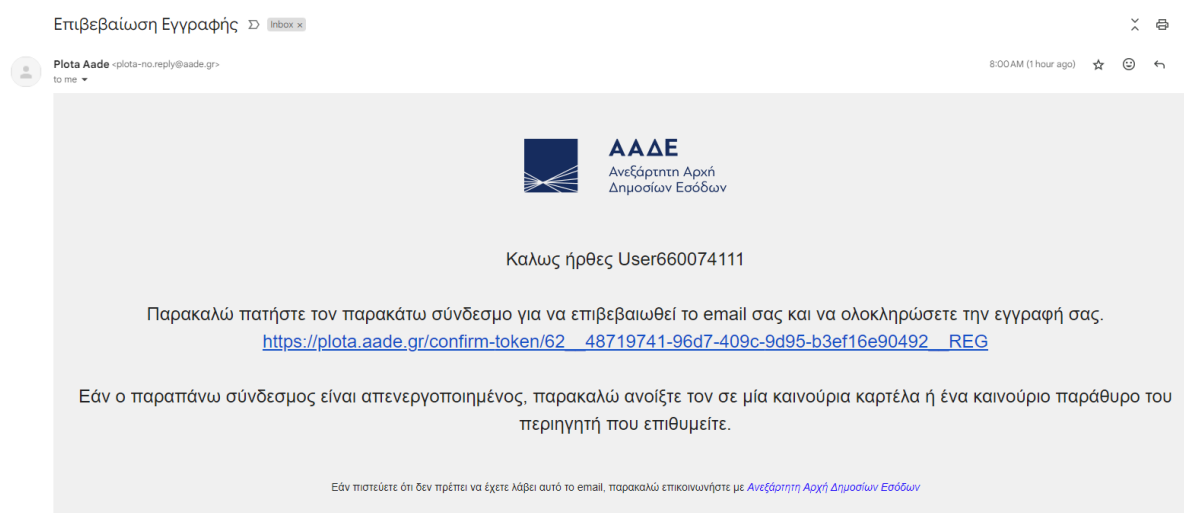 Επιβεβαίωση Εγγραφής Inbox ×
Plota Aade <plota-no.reply@aade.gr> 8:00 AM (1 hour ago)
to me
ΑΑΔΕ
Ανεξάρτητη Αρχή
Δημοσίων Εσόδων
Καλως ήρθες User660074111
Παρακαλώ πατήστε τον παρακάτω σύνδεσμο για να επιβεβαιωθεί το email σας και να ολοκληρώσετε την εγγραφή σας.
https://plota.aade.gr/confirm-token/62__48719741-96d7-409c-9d95-b3ef16e90492__REG
Εάν ο παραπάνω σύνδεσμος είναι απενεργοποιημένος, παρακαλώ ανοίξτε τον σε μία καινούρια καρτέλα ή ένα καινούριο παράθυρο του
περιηγητή που επιθυμείτε.
Εάν πιστεύετε ότι δεν πρέπει να έχετε λάβει αυτό το email, παρακαλώ επικοινωνήστε με Ανεξάρτητη Αρχή Δημοσίων Εσόδων